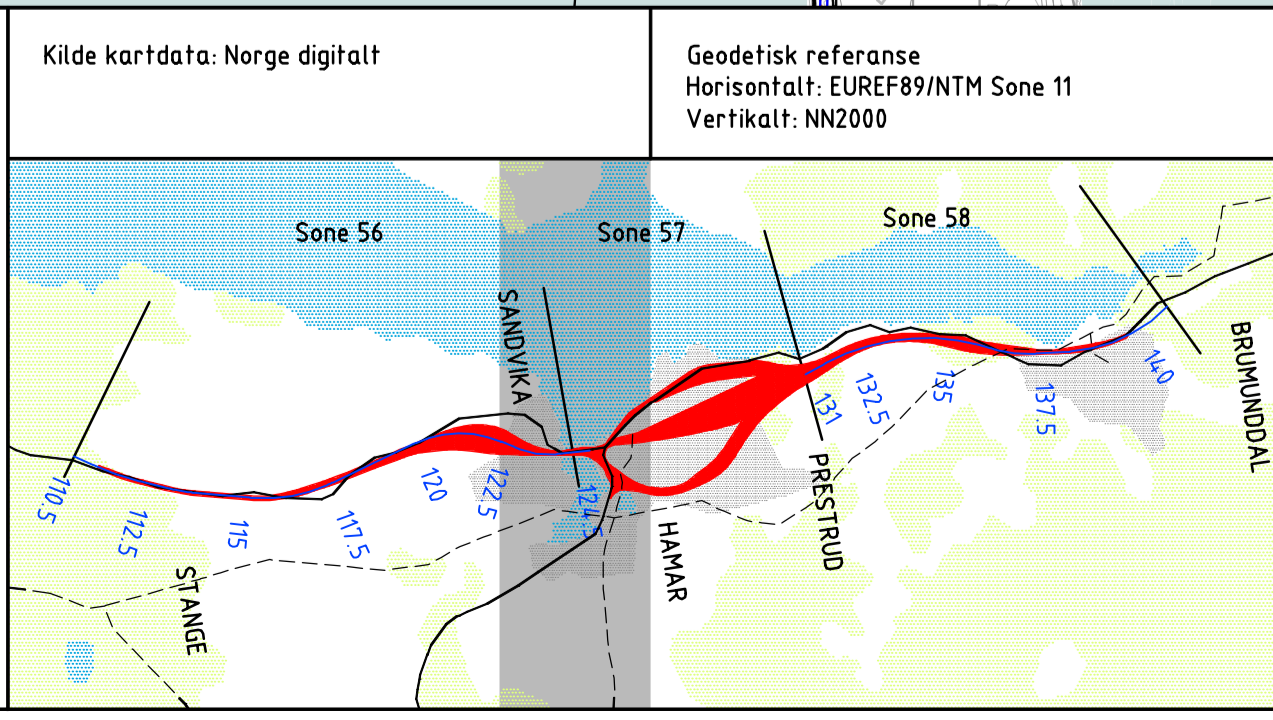 Kilde kartdata: Norge digitalt
Geodetisk referanse
Horisontalt: EUREF89/NTM Sone 11
Vertikalt: NN2000
Sone 56
Sone 57
Sone 58
SANDVIKA
BRUMUNDDAL
110.5
112.5
115
117.5
120
122.5
124.5
131
132.5
135
137.5
140
STANGE
HAMAR
PRESTRUD